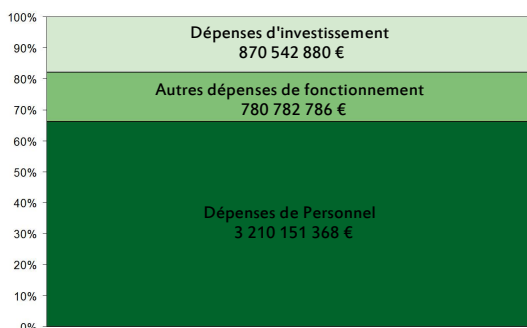 100%
90%
80%
70%
60%
50%
40%
30%
20%
10%
0%
Dépenses d'investissement
870 542 880 €
Autres dépenses de fonctionnement
780 782 786 €
Dépenses de Personnel
3 210 151 368 €